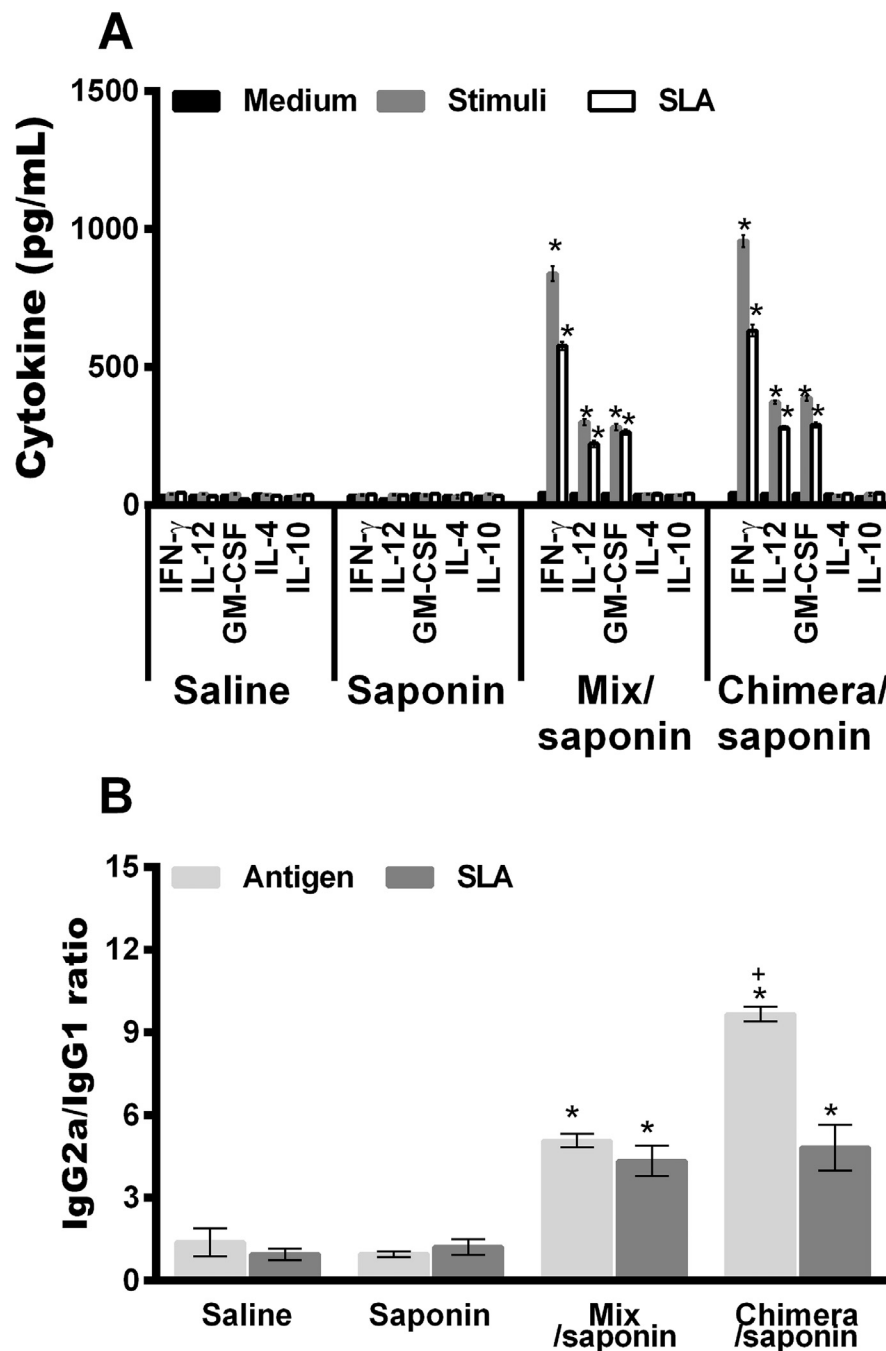 A
Medium Stimuli SLA
Cytokine (pg/mL)
1500
1000
500
0
* * * * * * * * * * * *
IFN-γ IL-12 GM-CSF IL-4 IL-10 IFN-γ IL-12 GM-CSF IL-4 IL-10 IFN-γ IL-12 GM-CSF IL-4 IL-10 IFN-γ IL-12 GM-CSF IL-4 IL-10
Saline Saponin Mix/ Chimera/
saponin saponin
B
Antigen SLA
IgG2a/IgG1 ratio
15
12
9
6
3
0
+
* * * *
Saline Saponin Mix Chimera
/saponin /saponin